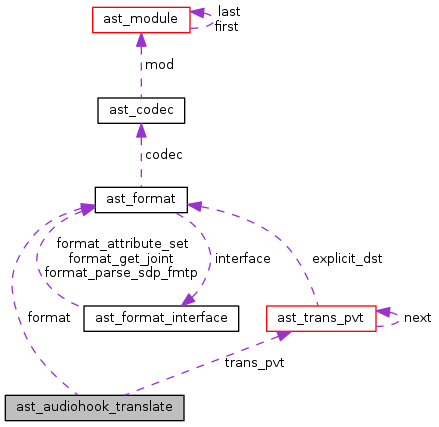 ast_module
last
first
mod
ast_codec
codec
ast_format
format_attribute_set
format_get_joint
format_parse_sdp_fmtp
interface
explicit_dst
format
ast_format_interface
ast_trans_pvt
next
trans_pvt
ast_audiohook_translate